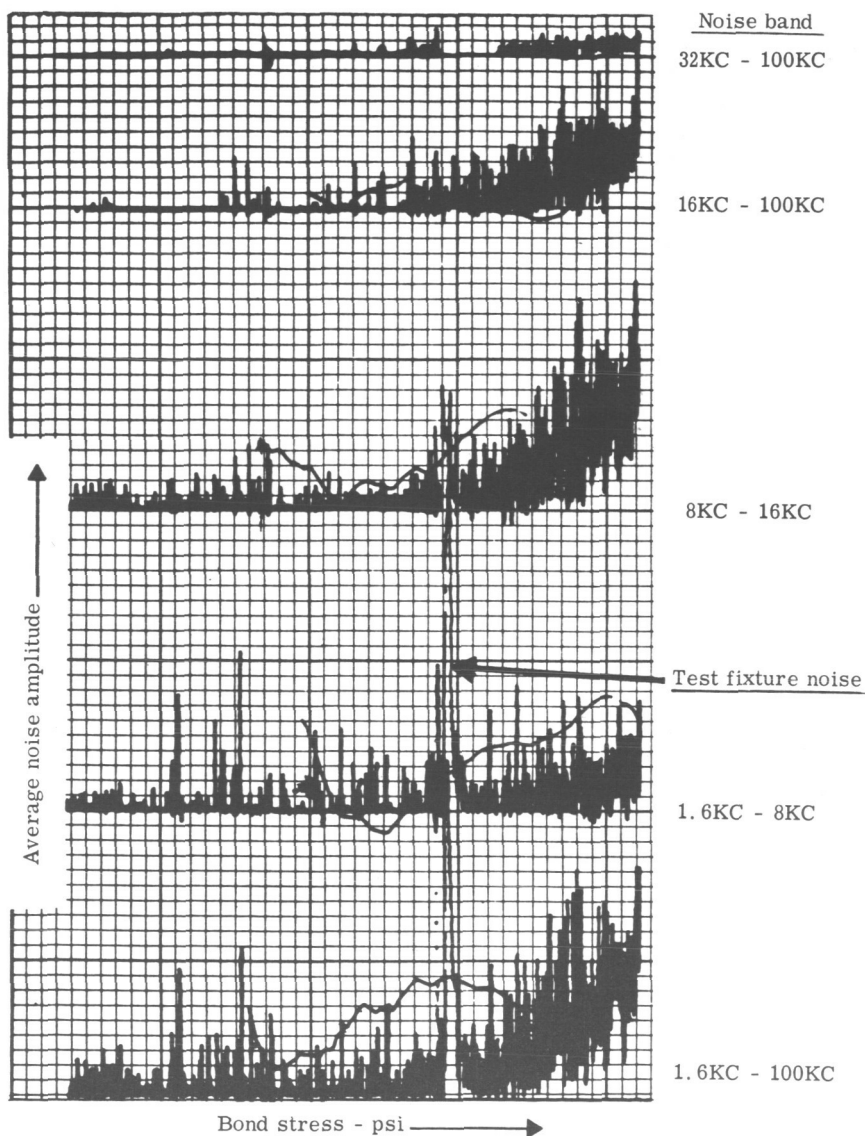 Noise band
32KC - 100KC
16KC - 100KC
8KC - 16KC
Average noise amplitude
Test fixture noise
1.6KC - 8KC
1.6KC - 100KC
Bond stress - psi